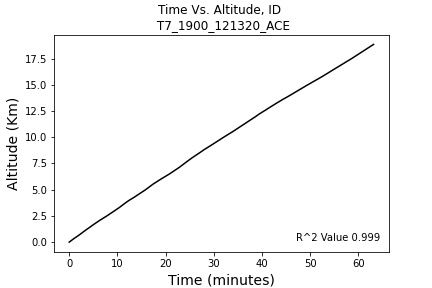 Time Vs. Altitude, ID
T7_1900_121320_ACE
17.5
15.0
12.5
10.0
7.5
5.0
2.5
0.0
Altitude (Km)
R^2 Value 0.999
0 10 20 30 40 50 60
Time (minutes)